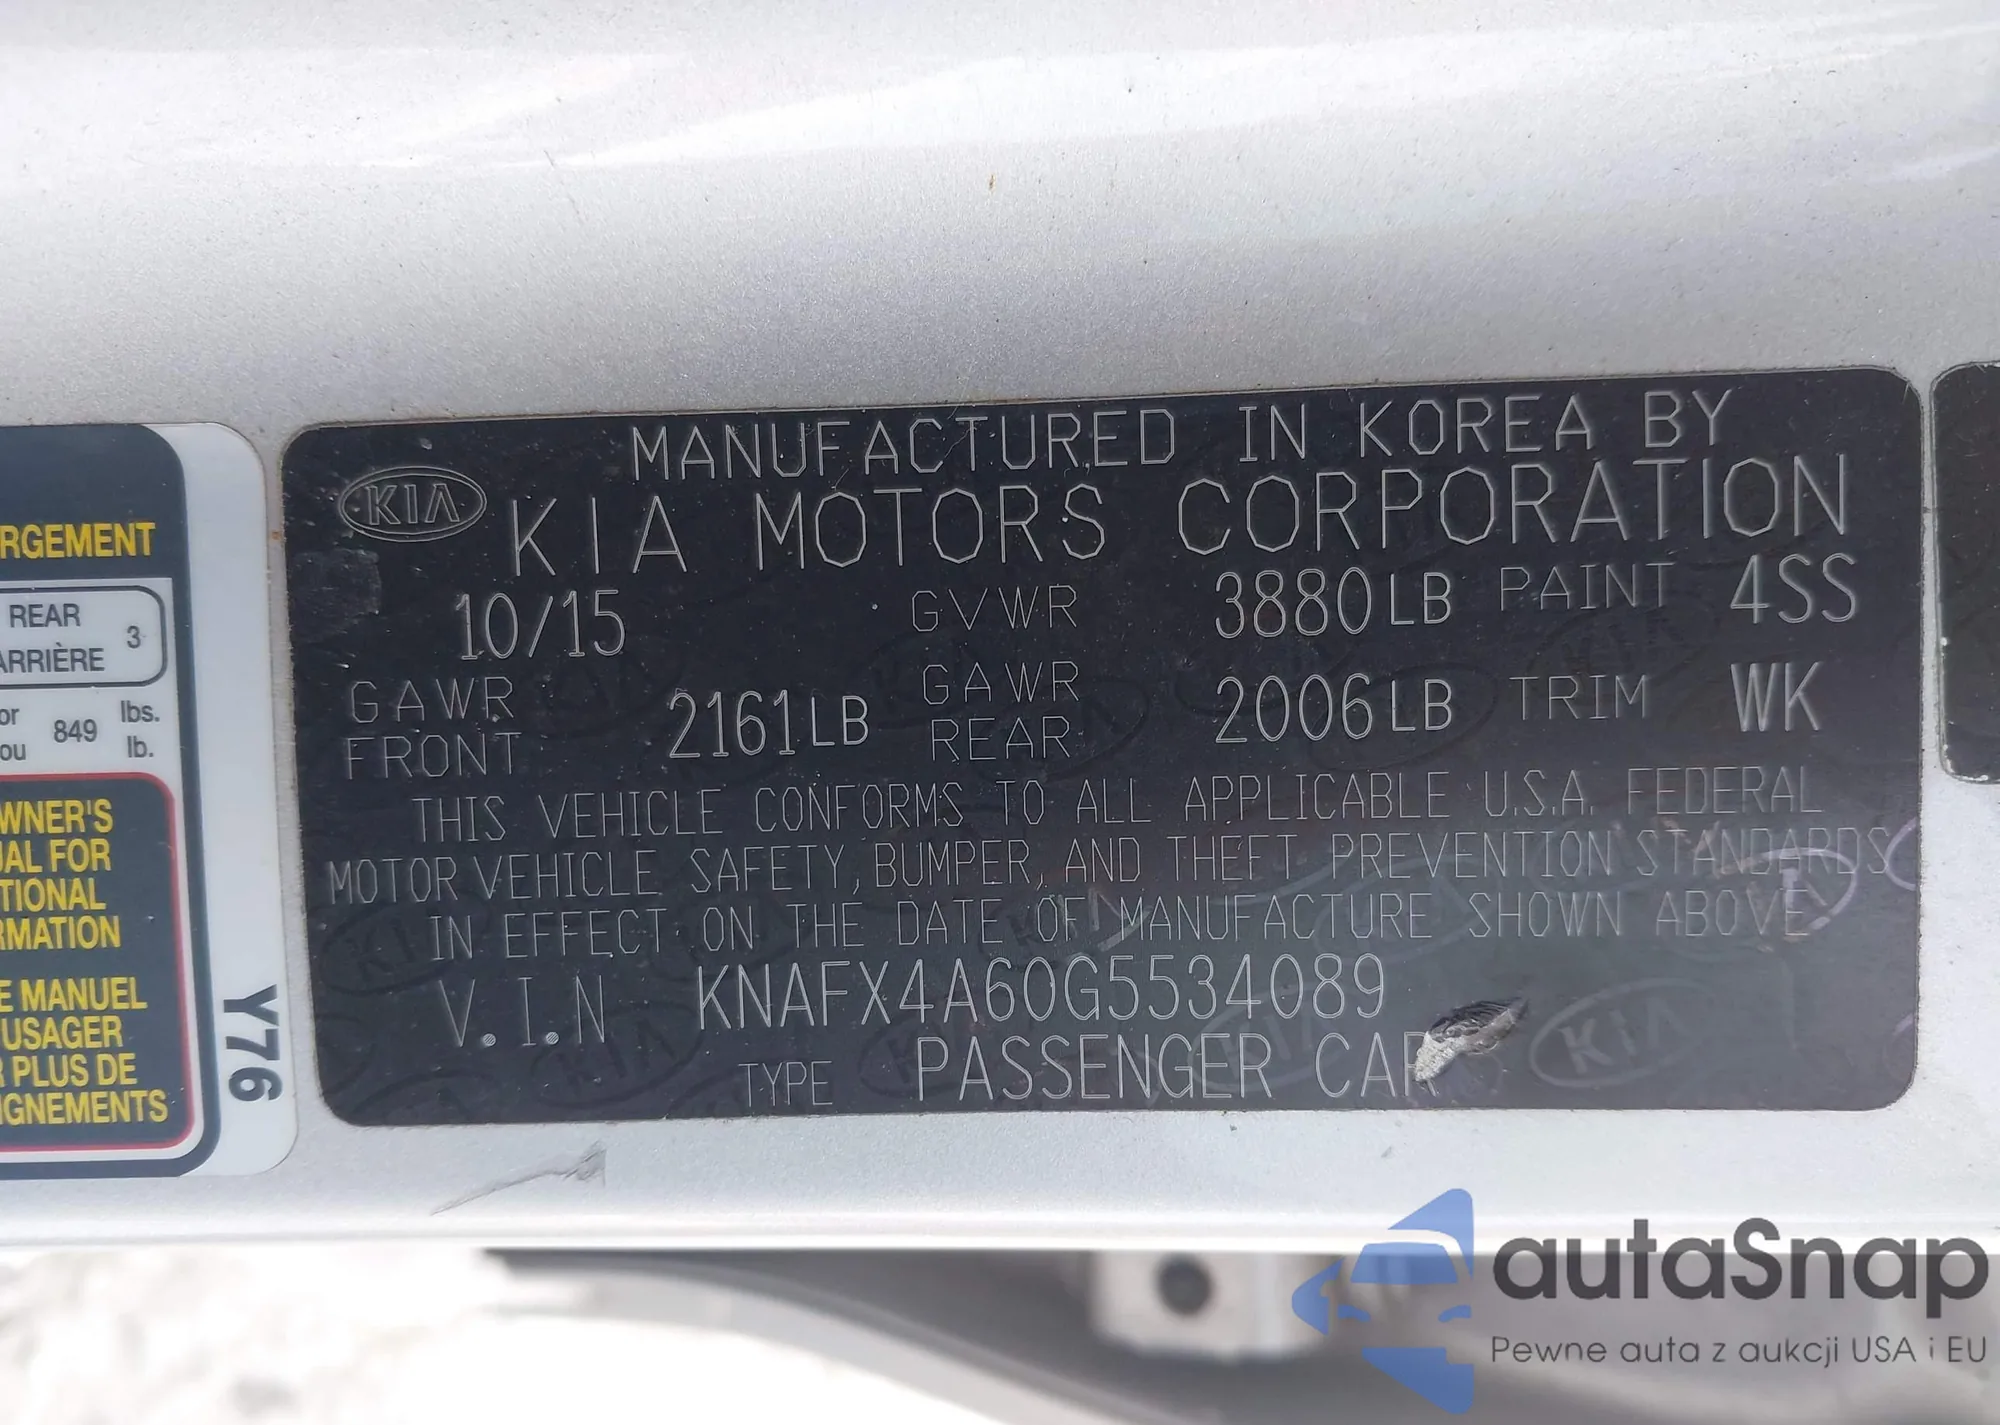 RGEMENT
REAR
ARRIÈRE
3
or
ou
849
lbs.
lb.
WNER'S
UAL FOR
TIONAL
RMATION
E MANUEL
USAGER
R PLUS DE
IGNEMENTS
Y76
MANUFACTURED IN KOREA BY
KIA KIA MOTORS CORPORATION
10/15 GVWR 3880LB PAINT 4SS
GAWR FRONT 2161LB GAWR REAR 2006LB TRIM WK
THIS VEHICLE CONFORMS TO ALL APPLICABLE U.S.A. FEDERAL
MOTOR VEHICLE SAFETY, BUMPER, AND THEFT PREVENTION STANDARDS
IN EFFECT ON THE DATE OF MANUFACTURE SHOWN ABOVE
V.I.N KNAFX4A60G5534089
TYPE PASSENGER CAR
autaSnap
Pewne auta z aukcji USA i EU